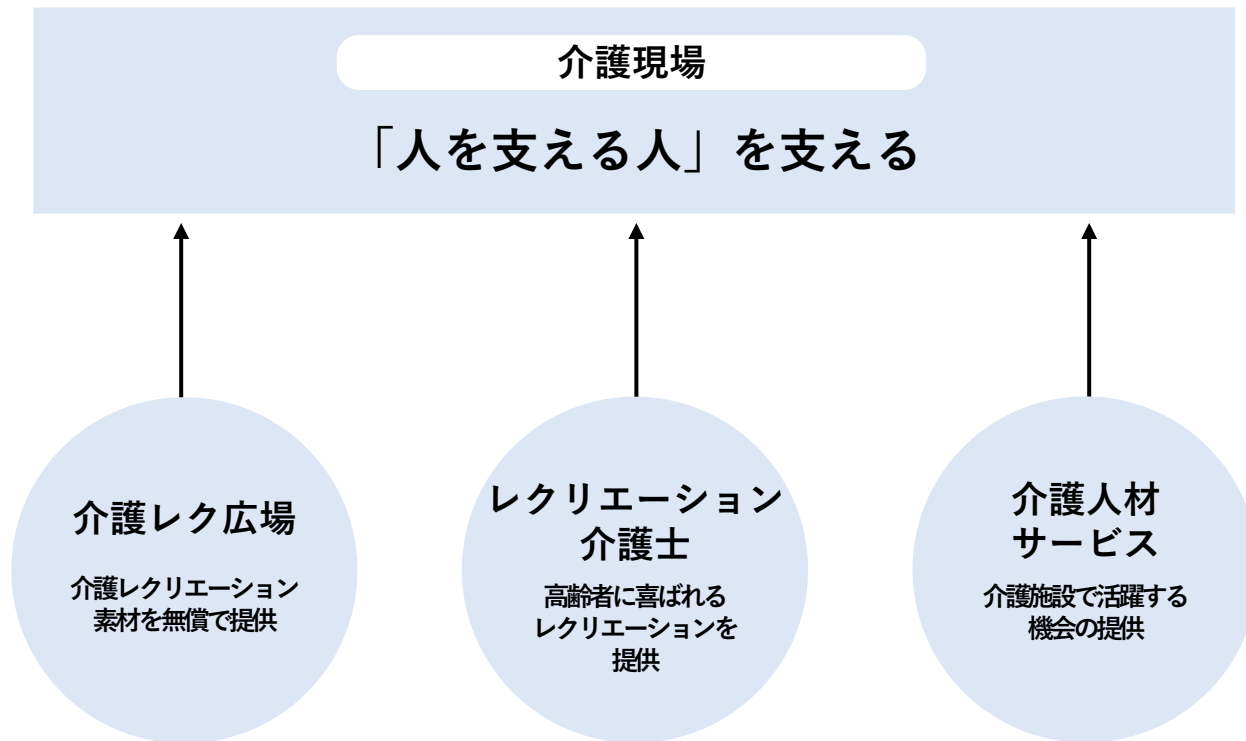 介護現場
「人を支える人」を支える
介護レク広場
介護レクリエーション
素材を無償で提供
レクリエーション
介護士
高齢者に喜ばれる
レクリエーションを
提供
介護人材
サービス
介護施設で活躍する
機会の提供